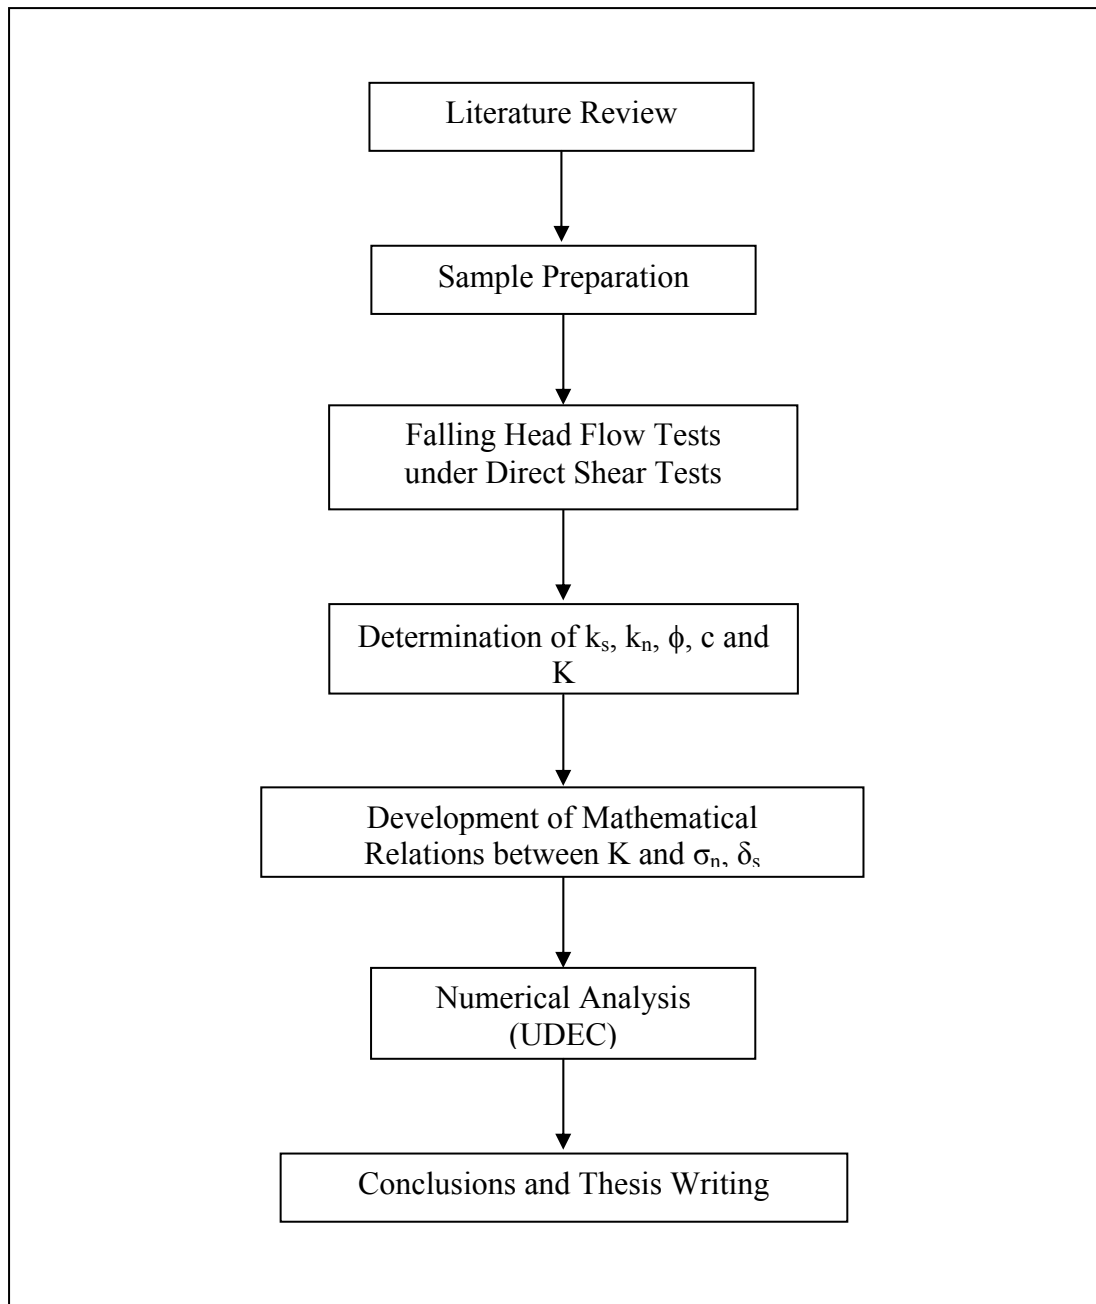 Literature Review
Sample Preparation
Falling Head Flow Tests
under Direct Shear Tests
Determination of kₛ, kₙ, ϕ, c and
K
Development of Mathematical
Relations between K and σₙ, δₛ
Numerical Analysis
(UDEC)
Conclusions and Thesis Writing